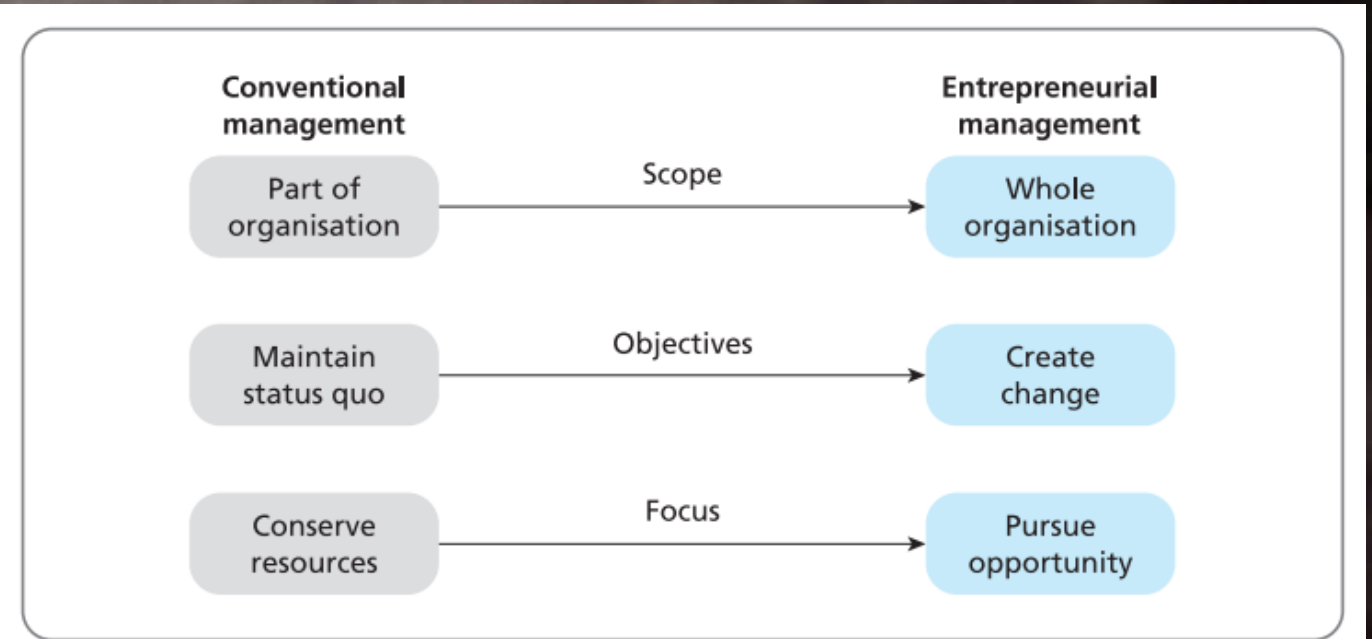 Conventional
management
Entrepreneurial
management
Part of
organisation
Scope
Whole
organisation
Maintain
status quo
Objectives
Create
change
Conserve
resources
Focus
Pursue
opportunity